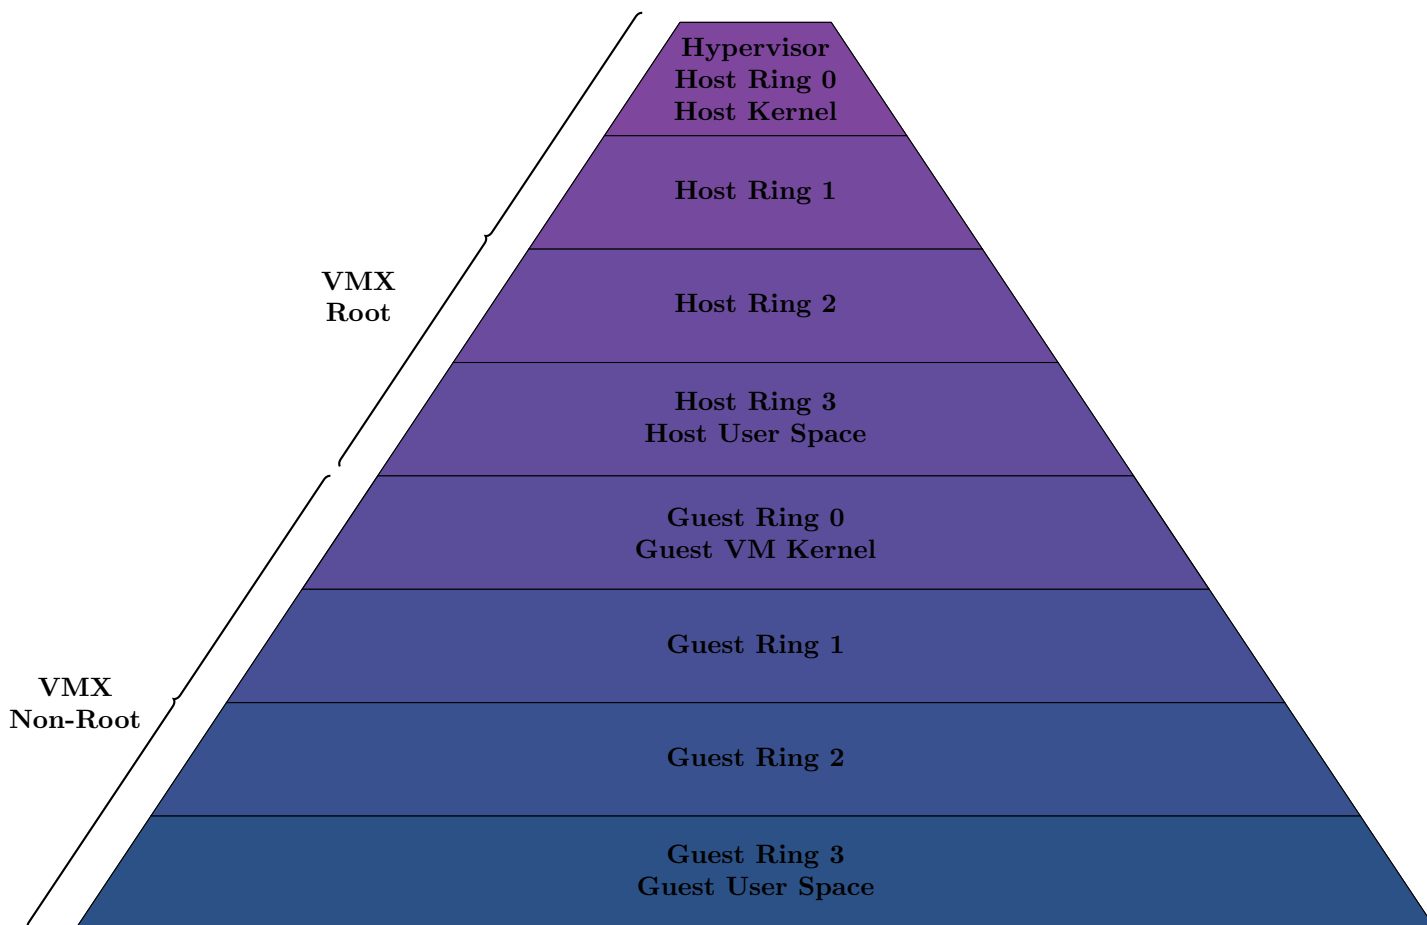 Hypervisor
Host Ring 0
Host Kernel
Host Ring 1
VMX
Root
Host Ring 2
Host Ring 3
Host User Space
Guest Ring 0
Guest VM Kernel
Guest Ring 1
VMX
Non-Root
Guest Ring 2
Guest Ring 3
Guest User Space